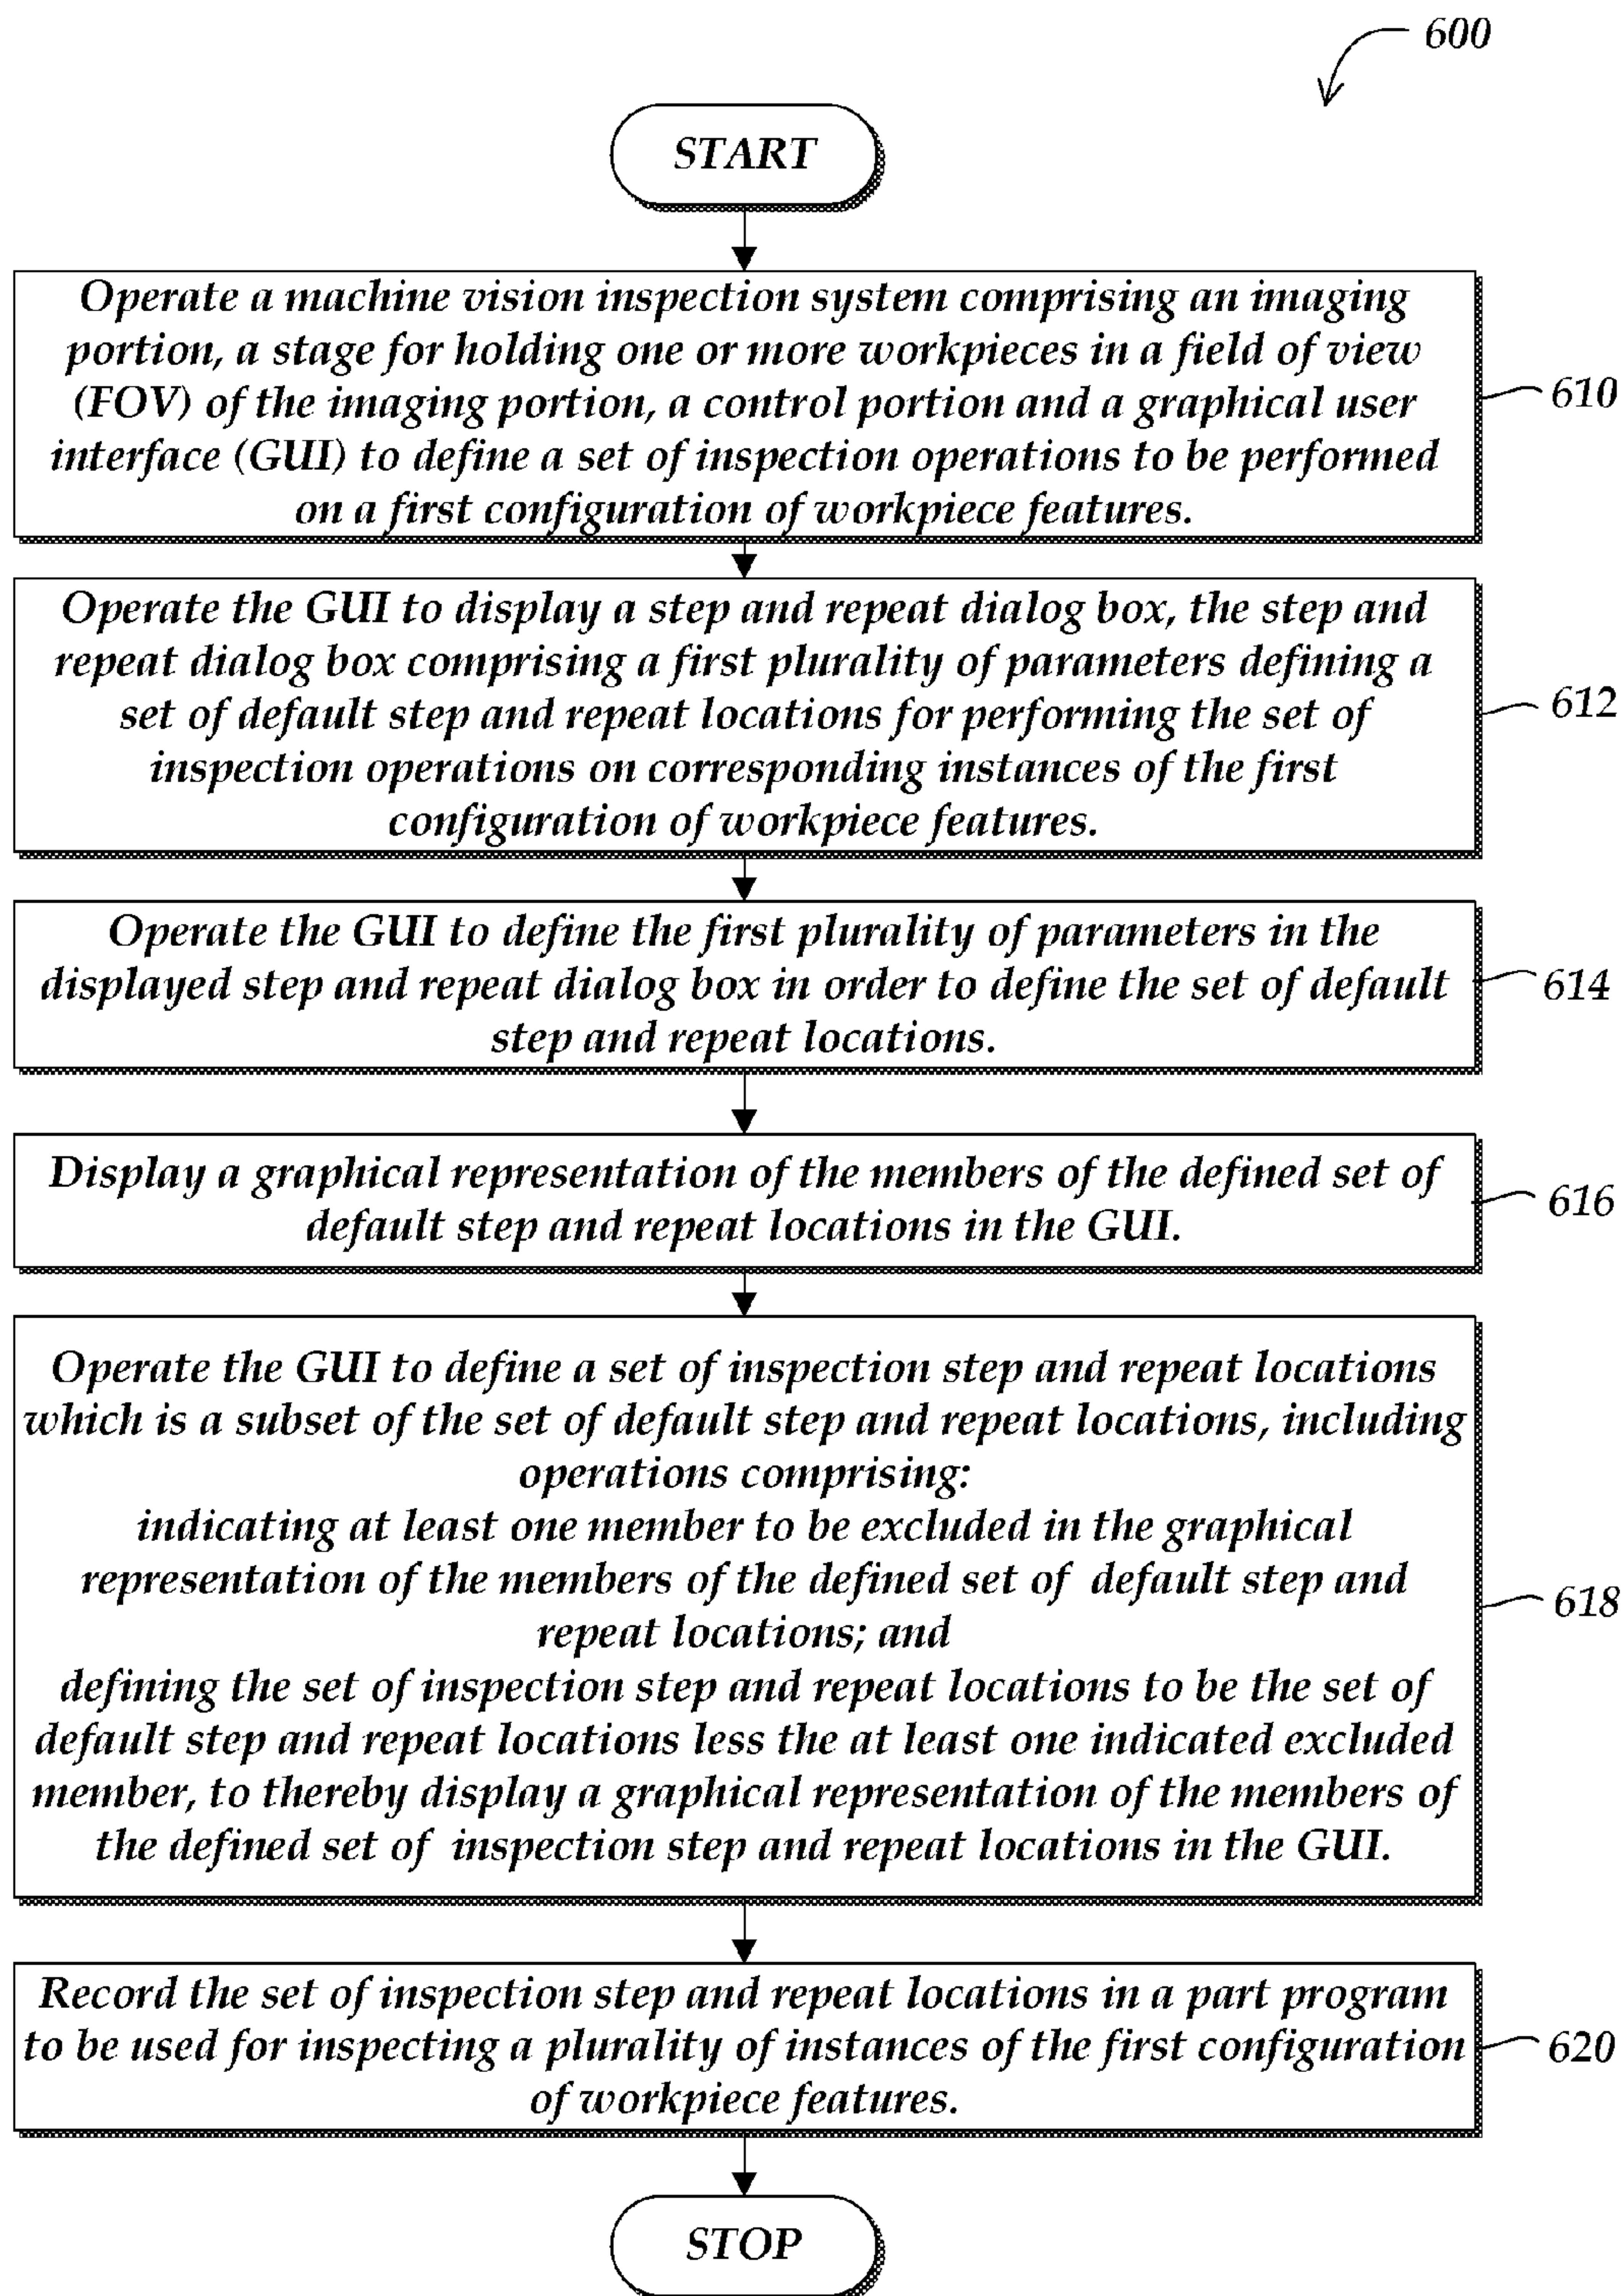 600
START
Operate a machine vision inspection system comprising an imaging
portion, a stage for holding one or more workpieces in a field of view
(FOV) of the imaging portion, a control portion and a graphical user
interface (GUI) to define a set of inspection operations to be performed
on a first configuration of workpiece features.
610
Operate the GUI to display a step and repeat dialog box, the step and
repeat dialog box comprising a first plurality of parameters defining a
set of default step and repeat locations for performing the set of
inspection operations on corresponding instances of the first
configuration of workpiece features.
612
Operate the GUI to define the first plurality of parameters in the
displayed step and repeat dialog box in order to define the set of default
step and repeat locations.
614
Display a graphical representation of the members of the defined set of
default step and repeat locations in the GUI.
616
Operate the GUI to define a set of inspection step and repeat locations
which is a subset of the set of default step and repeat locations, including
operations comprising:
indicating at least one member to be excluded in the graphical
representation of the members of the defined set of default step and
repeat locations; and
defining the set of inspection step and repeat locations to be the set of
default step and repeat locations less the at least one indicated excluded
member, to thereby display a graphical representation of the members of
the defined set of inspection step and repeat locations in the GUI.
618
Record the set of inspection step and repeat locations in a part program
to be used for inspecting a plurality of instances of the first configuration
of workpiece features.
620
STOP